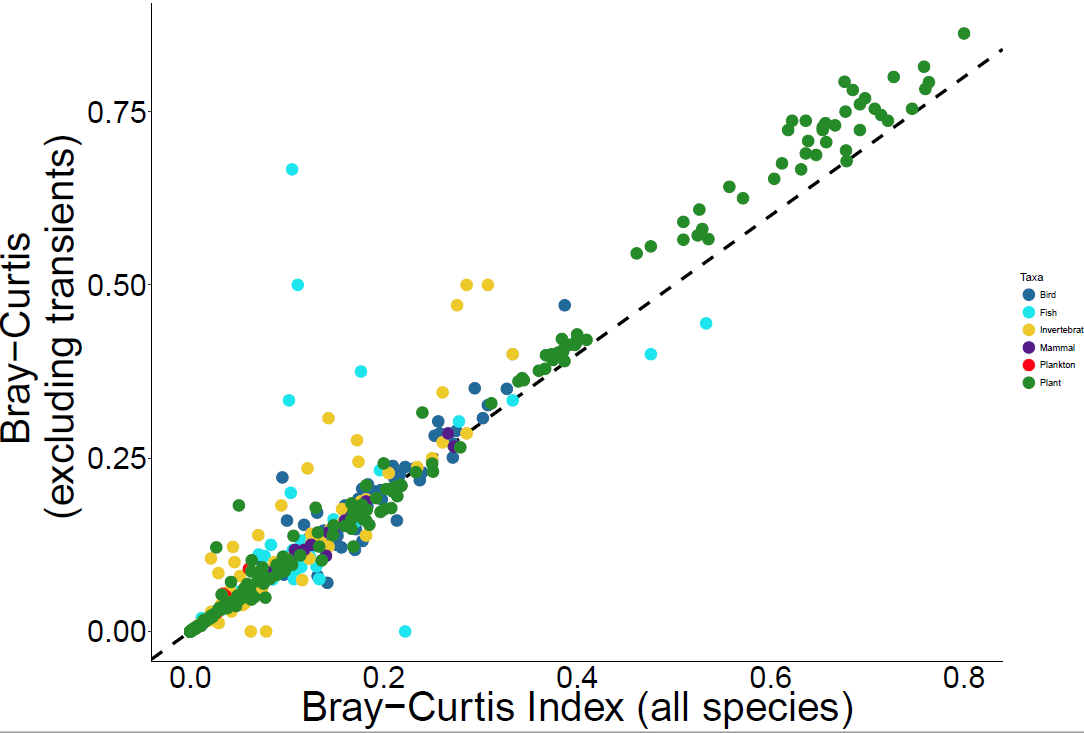 Bray−Curtis
(excluding transients)
0.75
0.50
0.25
0.00
0.0 0.2 0.4 0.6 0.8
Bray−Curtis Index (all species)
Taxa
Bird
Fish
Invertebrat
Mammal
Plankton
Plant